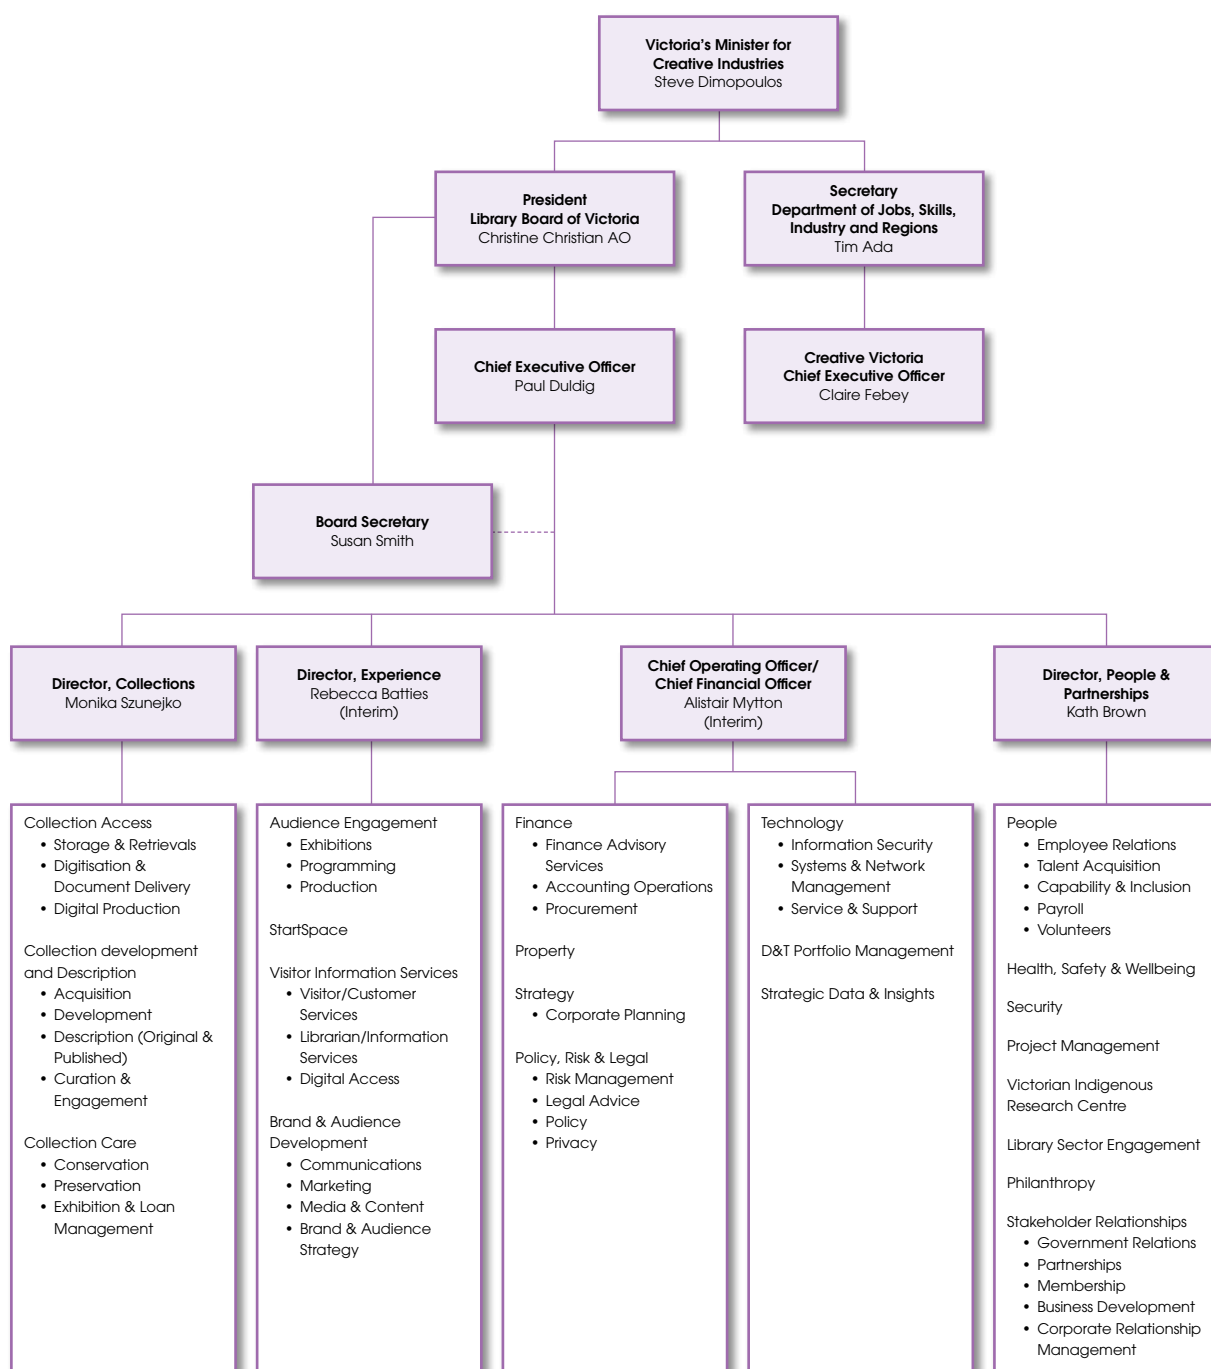 Victoria's Minister for
Creative Industries
Steve Dimopoulos
President
Library Board of Victoria
Christine Christian AO
Secretary
Department of Jobs, Skills,
Industry and Regions
Tim Ada
Chief Executive Officer
Paul Duldig
Creative Victoria
Chief Executive Officer
Claire Febey
Board Secretary
Susan Smith
Director, Collections
Monika Szunejko
Director, Experience
Rebecca Batties
(Interim)
Chief Operating Officer/
Chief Financial Officer
Alistair Mytton
(Interim)
Director, People &
Partnerships
Kath Brown
Collection Access
• Storage & Retrievals
• Digitisation &
Document Delivery
• Digital Production
Collection development
and Description
• Acquisition
• Development
• Description (Original &
Published)
• Curation &
Engagement
Collection Care
• Conservation
• Preservation
• Exhibition & Loan
Management
Audience Engagement
• Exhibitions
• Programming
• Production
StartSpace
Visitor Information Services
• Visitor/Customer
Services
• Librarian/Information
Services
• Digital Access
Brand & Audience
Development
• Communications
• Marketing
• Media & Content
• Brand & Audience
Strategy
Finance
• Finance Advisory
Services
• Accounting Operations
• Procurement
Property
Strategy
• Corporate Planning
Policy, Risk & Legal
• Risk Management
• Legal Advice
• Policy
• Privacy
Technology
• Information Security
• Systems & Network
Management
• Service & Support
D&T Portfolio Management
Strategic Data & Insights
People
• Employee Relations
• Talent Acquisition
• Capability & Inclusion
• Payroll
• Volunteers
Health, Safety & Wellbeing
Security
Project Management
Victorian Indigenous
Research Centre
Library Sector Engagement
Philanthropy
Stakeholder Relationships
• Government Relations
• Partnerships
• Membership
• Business Development
• Corporate Relationship
Management